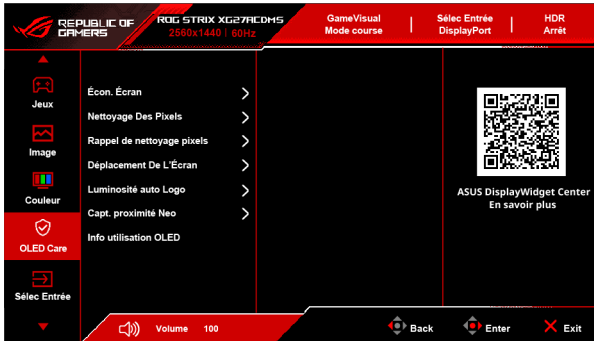 REPUBLIC OF
GAMERS
ROG STRIX XG27ACDMS
2560x1440 | 60Hz
GameVisual
Mode course
Sélec Entrée
DisplayPort
HDR
Arrêt
Jeux
Image
Couleur
OLED Care
Sélec Entrée
Écon. Écran
Nettoyage Des Pixels
Rappel de nettoyage pixels
Déplacement De L'Écran
Luminosité auto Logo
Capt. proximité Neo
Info utilisation OLED
ASUS DisplayWidget Center
En savoir plus
Volume 100
Back
Enter
Exit